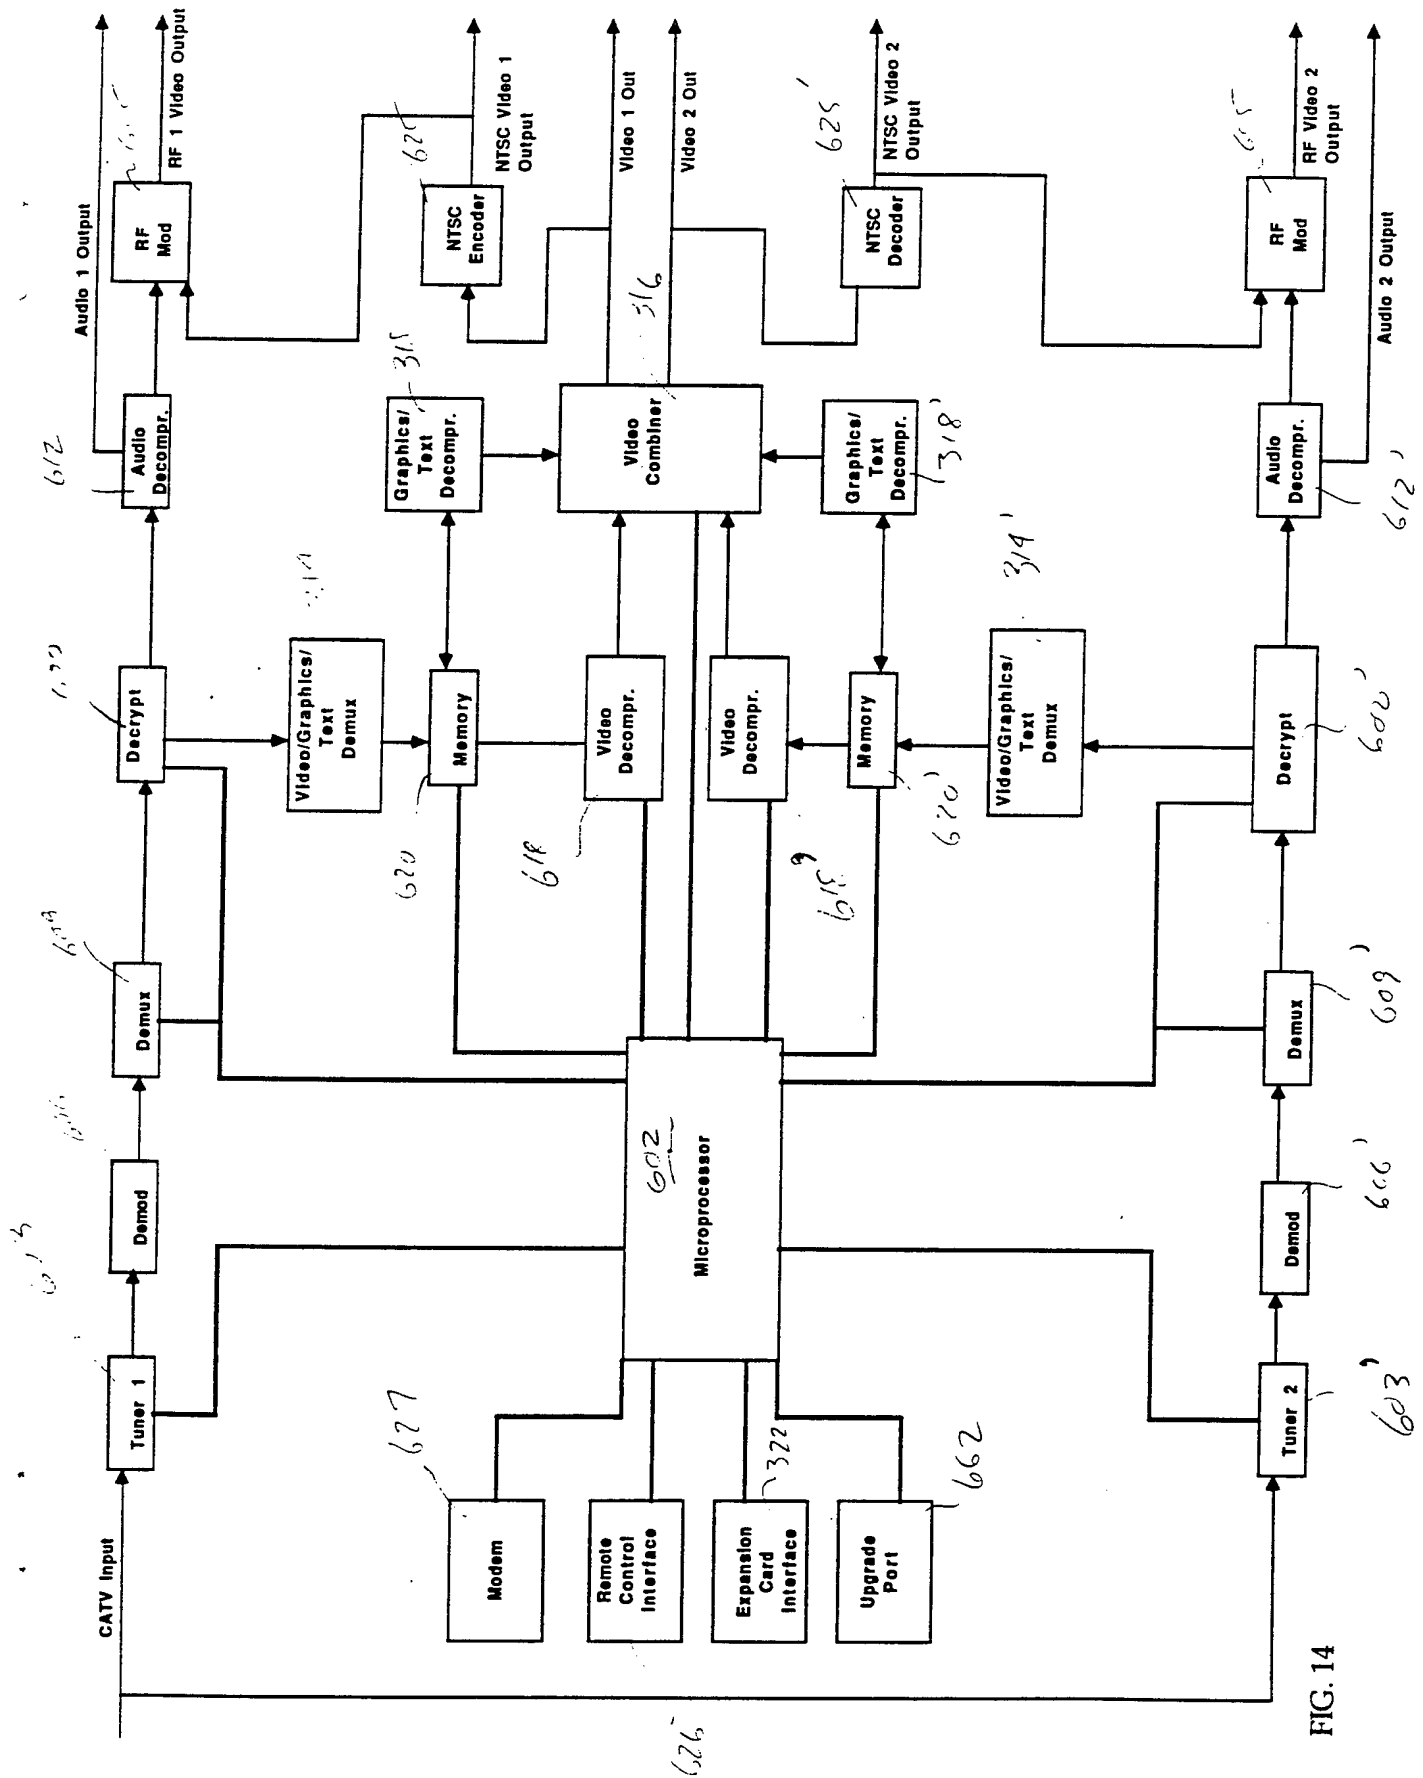 CATV Input
Tuner 1
Demod
Demux
Decrypt
Audio
Decompr.
612
Audio 1 Output
RF
Mod
RF 1 Video Output
Video/Graphics/
Text
Demux
Memory
620
Graphics/
Text
Decompr.
315
NTSC
Encoder
NTSC Video 1
Output
Video
Decompr.
618
Video
Combiner
316
Video 1 Out
Video 2 Out
Modem
627
Remote
Control
Interface
626
Expansion
Card
Interface
322
Upgrade
Port
662
Microprocessor
602
Video
Decompr.
Memory
620'
Graphics/
Text
Decompr.
318'
NTSC
Decoder
625'
NTSC Video 2
Output
Video/Graphics/
Text
Demux
314'
Tuner 2
603'
Demod
606'
Demux
609'
Decrypt
600'
Audio
Decompr.
612'
RF
Mod
RF Video 2
Output
Audio 2 Output
FIG. 14